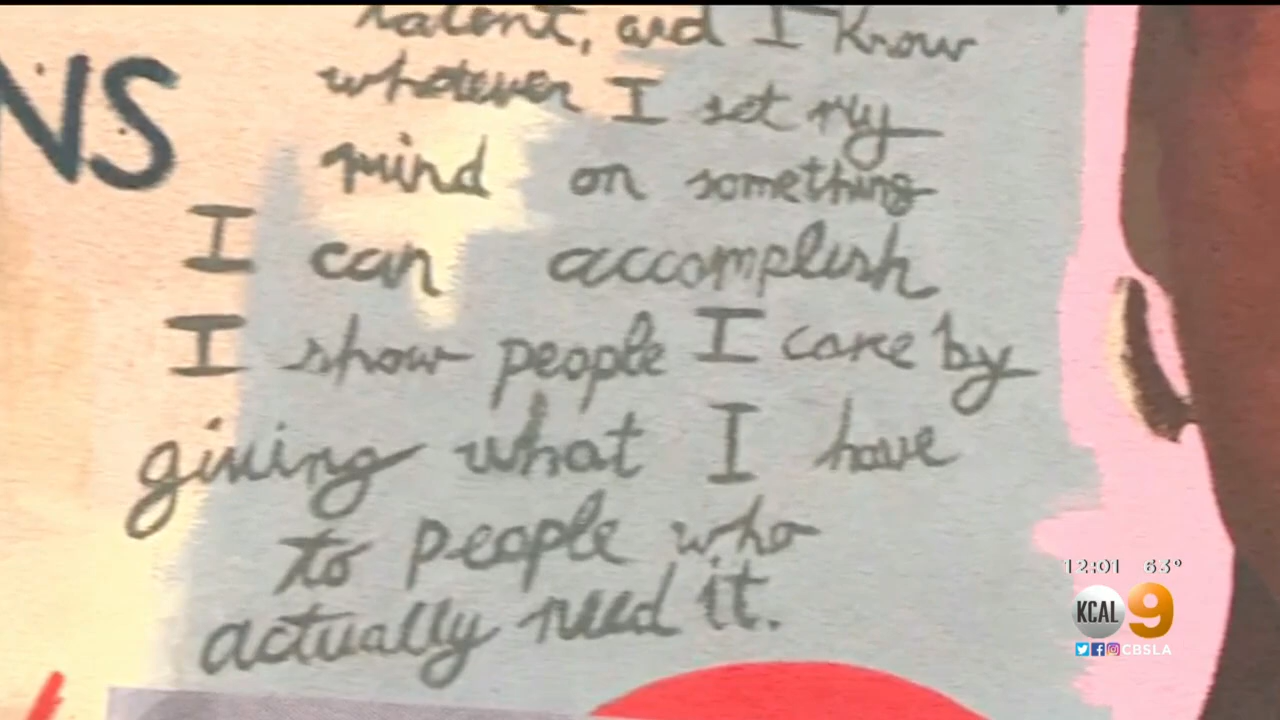 talent, and I know
whatever I set my
NS
mind on something
I can accomplish
I show people I care by
giving what I have
to people who
actually need it.
12:01 63°
KCAL 9
CBSLA